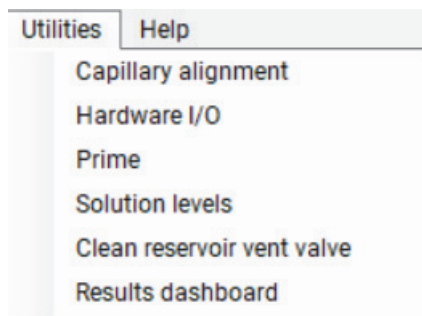 Utilities Help
Capillary alignment
Hardware I/O
Prime
Solution levels
Clean reservoir vent valve
Results dashboard